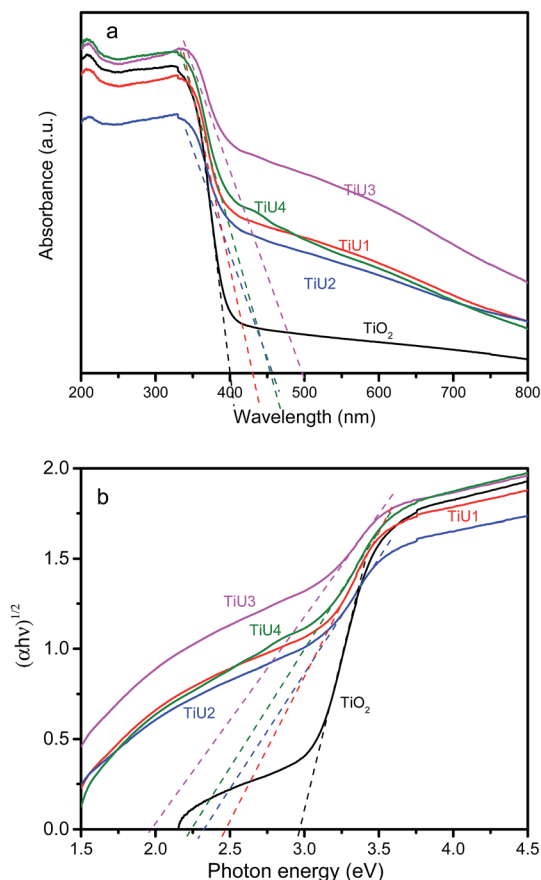 a
Absorbance (a.u.)
TiU3
TiU4
TiU1
TiU2
TiO2
200 300 400 500 600 700 800
Wavelength (nm)
b
2.0
1.5
1.0
0.5
0.0
(αhν)1/2
TiU1
TiU3
TiU4
TiU2
TiO2
1.5 2.0 2.5 3.0 3.5 4.0 4.5
Photon energy (eV)